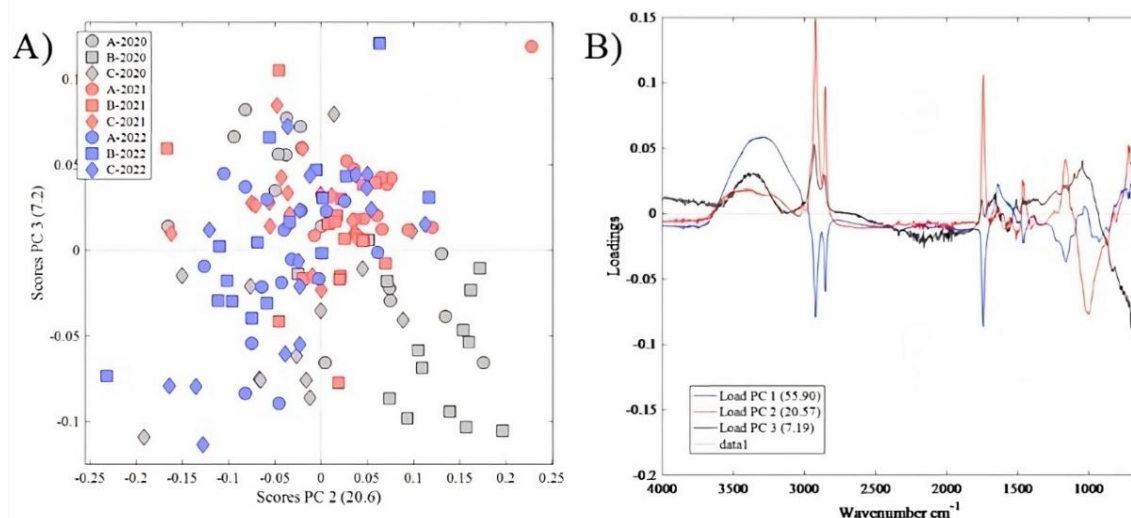 A)
A-2020
B-2020
C-2020
A-2021
B-2021
C-2021
A-2022
B-2022
C-2022
0.1
0.05
0
-0.05
-0.1
Scores PC 3 (7.2)
-0.25 -0.2 -0.15 -0.1 -0.05 0 0.05 0.1 0.15 0.2 0.25
Scores PC 2 (20.6)
B)
0.15
0.1
0.05
0
-0.05
-0.1
-0.15
-0.2
Loadings
Load PC 1 (55.90)
Load PC 2 (20.57)
Load PC 3 (7.19)
data1
4000 3000 2000 1000
Wavenumber cm-1